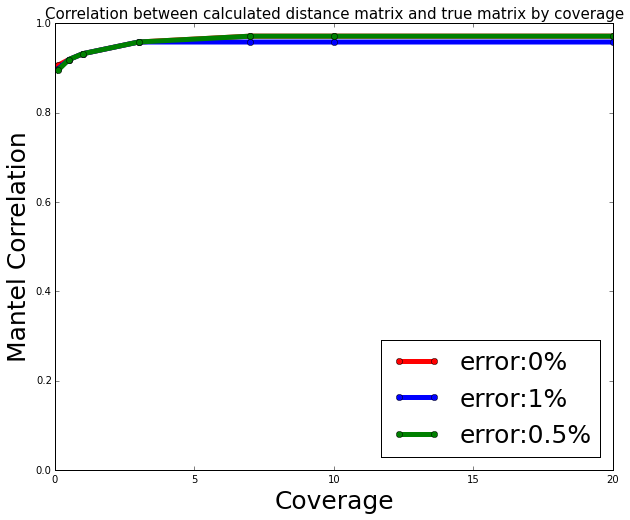 Correlation between calculated distance matrix and true matrix by coverage
1.0
0.8
0.6
0.4
0.2
0.0
Mantel Correlation
error:0%
error:1%
error:0.5%
0 5 10 15 20
Coverage